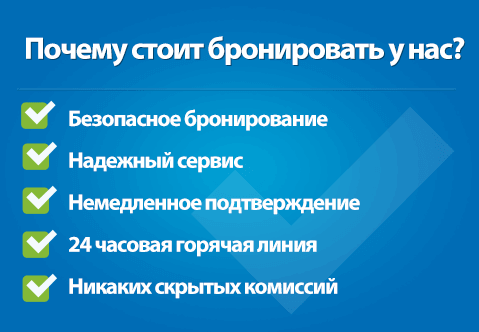 Почему стоит бронировать у нас?
Безопасное бронирование
Надежный сервис
Немедленное подтверждение
24 часовая горячая линия
Никаких скрытых комиссий